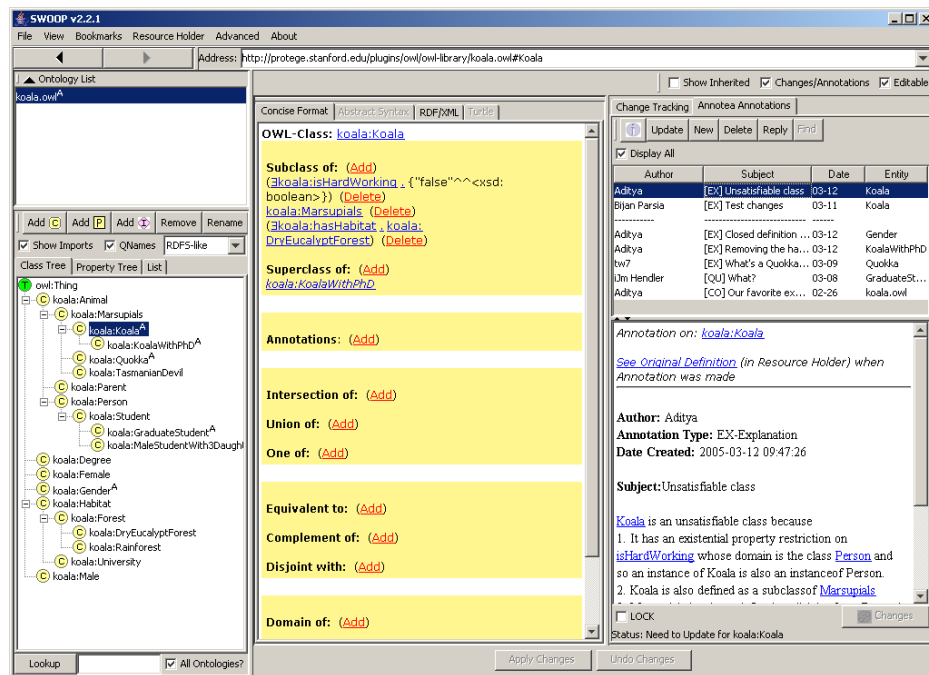 SWOOP v2.2.1
File View Bookmarks Resource Holder Advanced About
Address: http://protege.stanford.edu/plugins/owl/owl-library/koala.owl#Koala
Ontology List
koala.owl^A
Show Inherited Changes/Annotations Editable
Add C Add P Add I Remove Rename
Show Imports QNames RDFS-like
Class Tree Property Tree List
T owl:Thing
C koala:Animal
C koala:Marsupials
C koala:Koala^A
C koala:KoalaWithPhD^A
C koala:Quokka^A
C koala:TasmanianDevil
C koala:Parent
C koala:Person
C koala:Student
C koala:GraduateStudent^A
C koala:MaleStudentWith3Daught
C koala:Degree
C koala:Female
C koala:Gender^A
C koala:Habitat
C koala:Forest
C koala:DryEucalyptForest
C koala:Rainforest
C koala:University
C koala:Male
Lookup All Ontologies?
Concise Format Abstract Syntax RDF/XML Turtle
OWL-Class: koala:Koala
Subclass of: (Add)
(∃koala:isHardWorking . {"false"^^<xsd:
boolean>}) (Delete)
koala:Marsupials (Delete)
(∃koala:hasHabitat . koala:
DryEucalyptForest) (Delete)
Superclass of: (Add)
koala:KoalaWithPhD
Annotations: (Add)
Intersection of: (Add)
Union of: (Add)
One of: (Add)
Equivalent to: (Add)
Complement of: (Add)
Disjoint with: (Add)
Domain of: (Add)
Apply Changes Undo Changes
Change Tracking Annotea Annotations
i Update New Delete Reply Find
Display All
Author Subject Date Entity
Aditya [EX] Unsatisfiable class 03-12 Koala
Bijan Parsia [EX] Test changes 03-11 Koala
----------- ------------------------- ------
Aditya [EX] Closed definition ... 03-12 Gender
Aditya [EX] Removing the ha... 03-12 KoalaWithPhD
tw7 [EX] What's a Quokka... 03-09 Quokka
iJm Hendler [QU] What? 03-08 GraduateSt...
Aditya [CO] Our favorite ex... 02-26 koala.owl
Annotation on: koala:Koala
See Original Definition (in Resource Holder) when
Annotation was made
Author: Aditya
Annotation Type: EX-Explanation
Date Created: 2005-03-12 09:47:26
Subject:Unsatisfiable class
Koala is an unsatisfiable class because
1. It has an existential property restriction on
isHardWorking whose domain is the class Person and
so an instance of Koala is also an instanceof Person.
2. Koala is also defined as a subclassof Marsupials
LOCK Changes
Status: Need to Update for koala:Koala